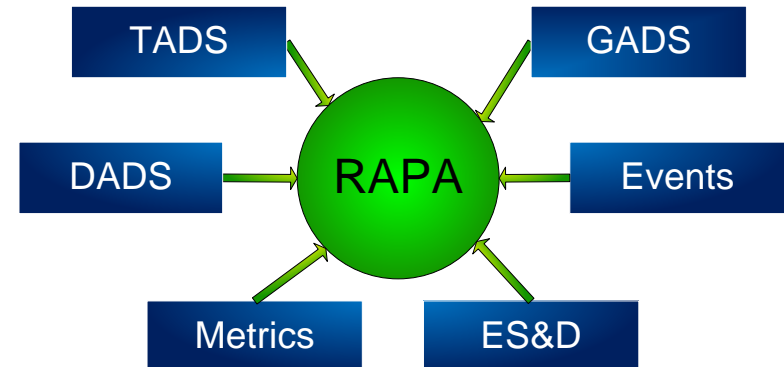 TADS
GADS
DADS
RAPA
Events
Metrics
ES&D